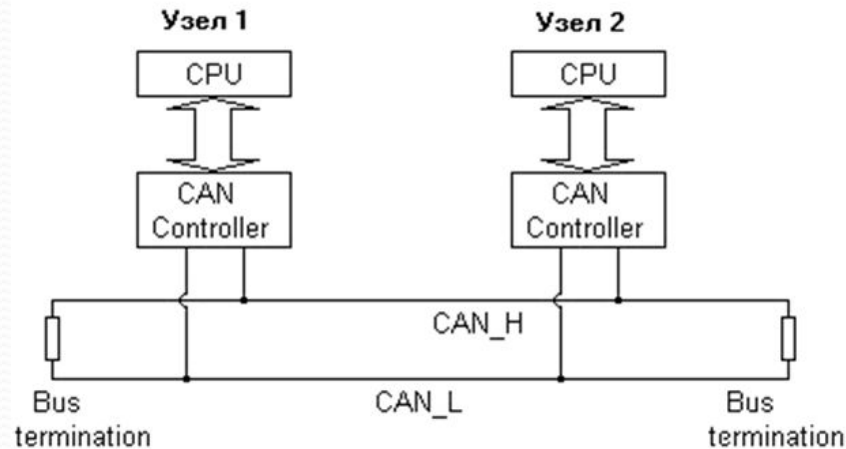 Узел 1
Узел 2
CPU
CPU
CAN
Controller
CAN
Controller
CAN_H
CAN_L
Bus
termination
Bus
termination